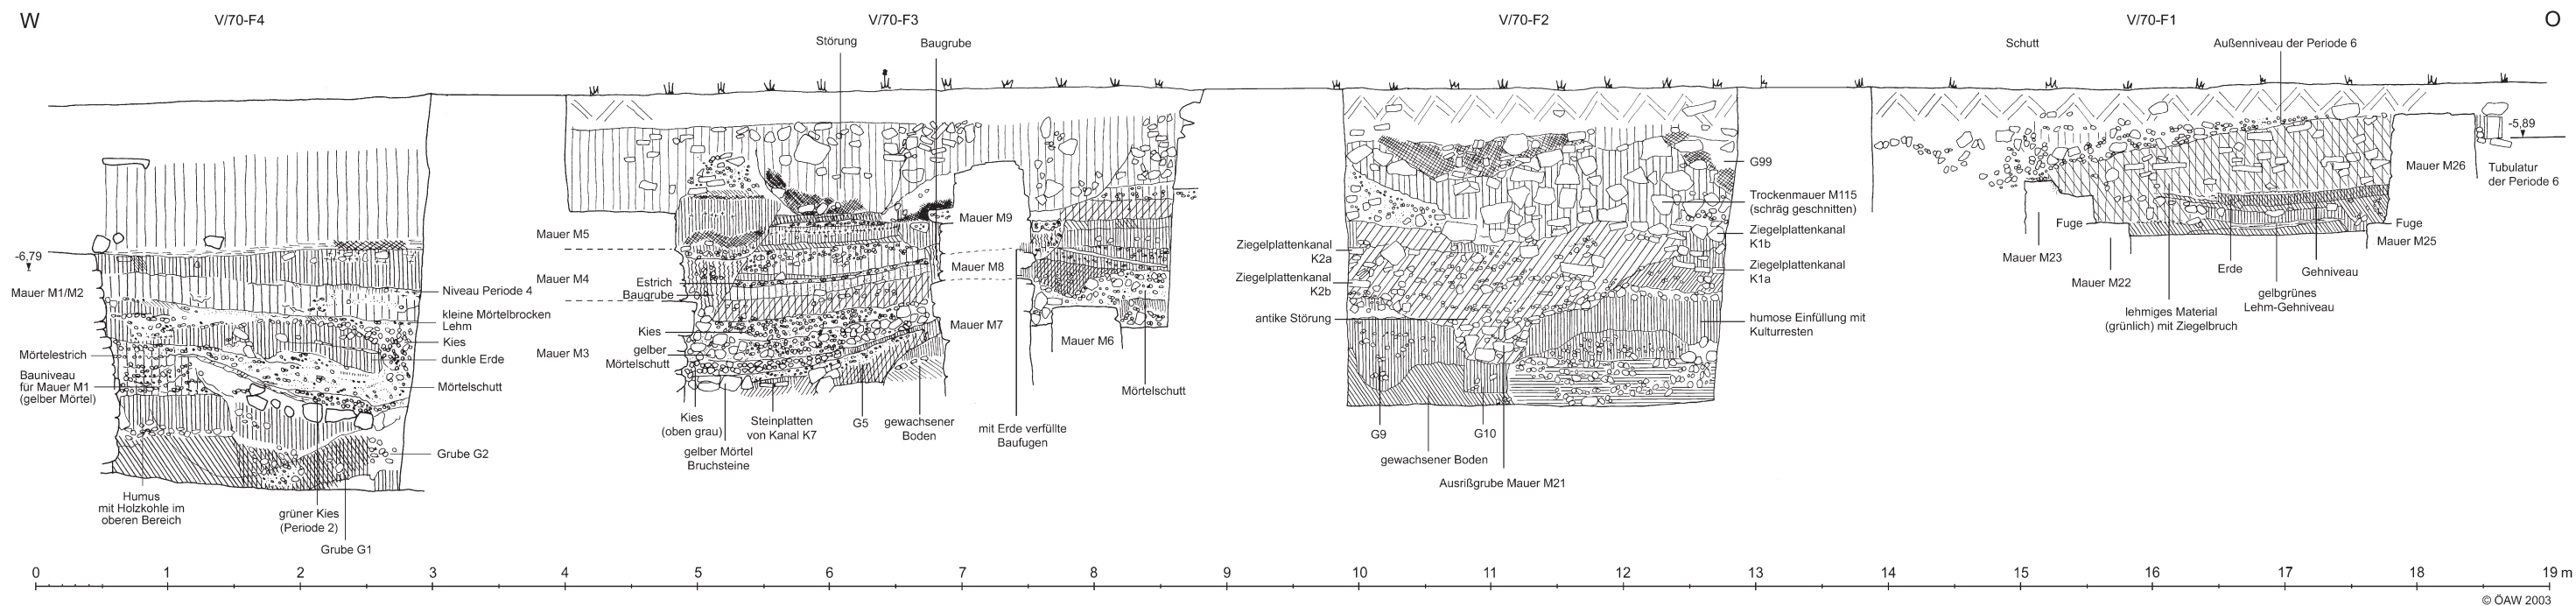 W
V/70-F4
V/70-F3
V/70-F2
V/70-F1
O
Störung
Baugrube
Schutt
Außenniveau der Periode 6
-6,79
Mauer M1/M2
Mörtelestrich
Bauniveau
für Mauer M1
(gelber Mörtel)
Humus
mit Holzkohle im
oberen Bereich
grüner Kies
(Periode 2)
Grube G1
Niveau Periode 4
kleine Mörtelbrocken
Lehm
Kies
dunkle Erde
Mörtelschutt
Grube G2
Mauer M5
Mauer M4
Mauer M3
Estrich
Baugrube
Kies
gelber
Mörtelschutt
Kies
(oben grau)
gelber Mörtel
Bruchsteine
Steinplatten
von Kanal K7
G5
gewachsener
Boden
Mauer M9
Mauer M8
Mauer M7
mit Erde verfüllte
Baufugen
Mauer M6
Mörtelschutt
Ziegelplattenkanal
K2a
Ziegelplattenkanal
K2b
antike Störung
G9
gewachsener Boden
G10
Ausrißgrube Mauer M21
G99
Trockenmauer M115
(schräg geschnitten)
Ziegelplattenkanal
K1b
Ziegelplattenkanal
K1a
humose Einfüllung mit
Kulturresten
Fuge
Mauer M23
Mauer M22
lehmiges Material
(grünlich) mit Ziegelbruch
Erde
gelbgrünes
Lehm-Gehniveau
Gehniveau
Fuge
Mauer M25
Mauer M26
-5,89
Tubulatur
der Periode 6
0 1 2 3 4 5 6 7 8 9 10 11 12 13 14 15 16 17 18 19 m
© ÖAW 2003